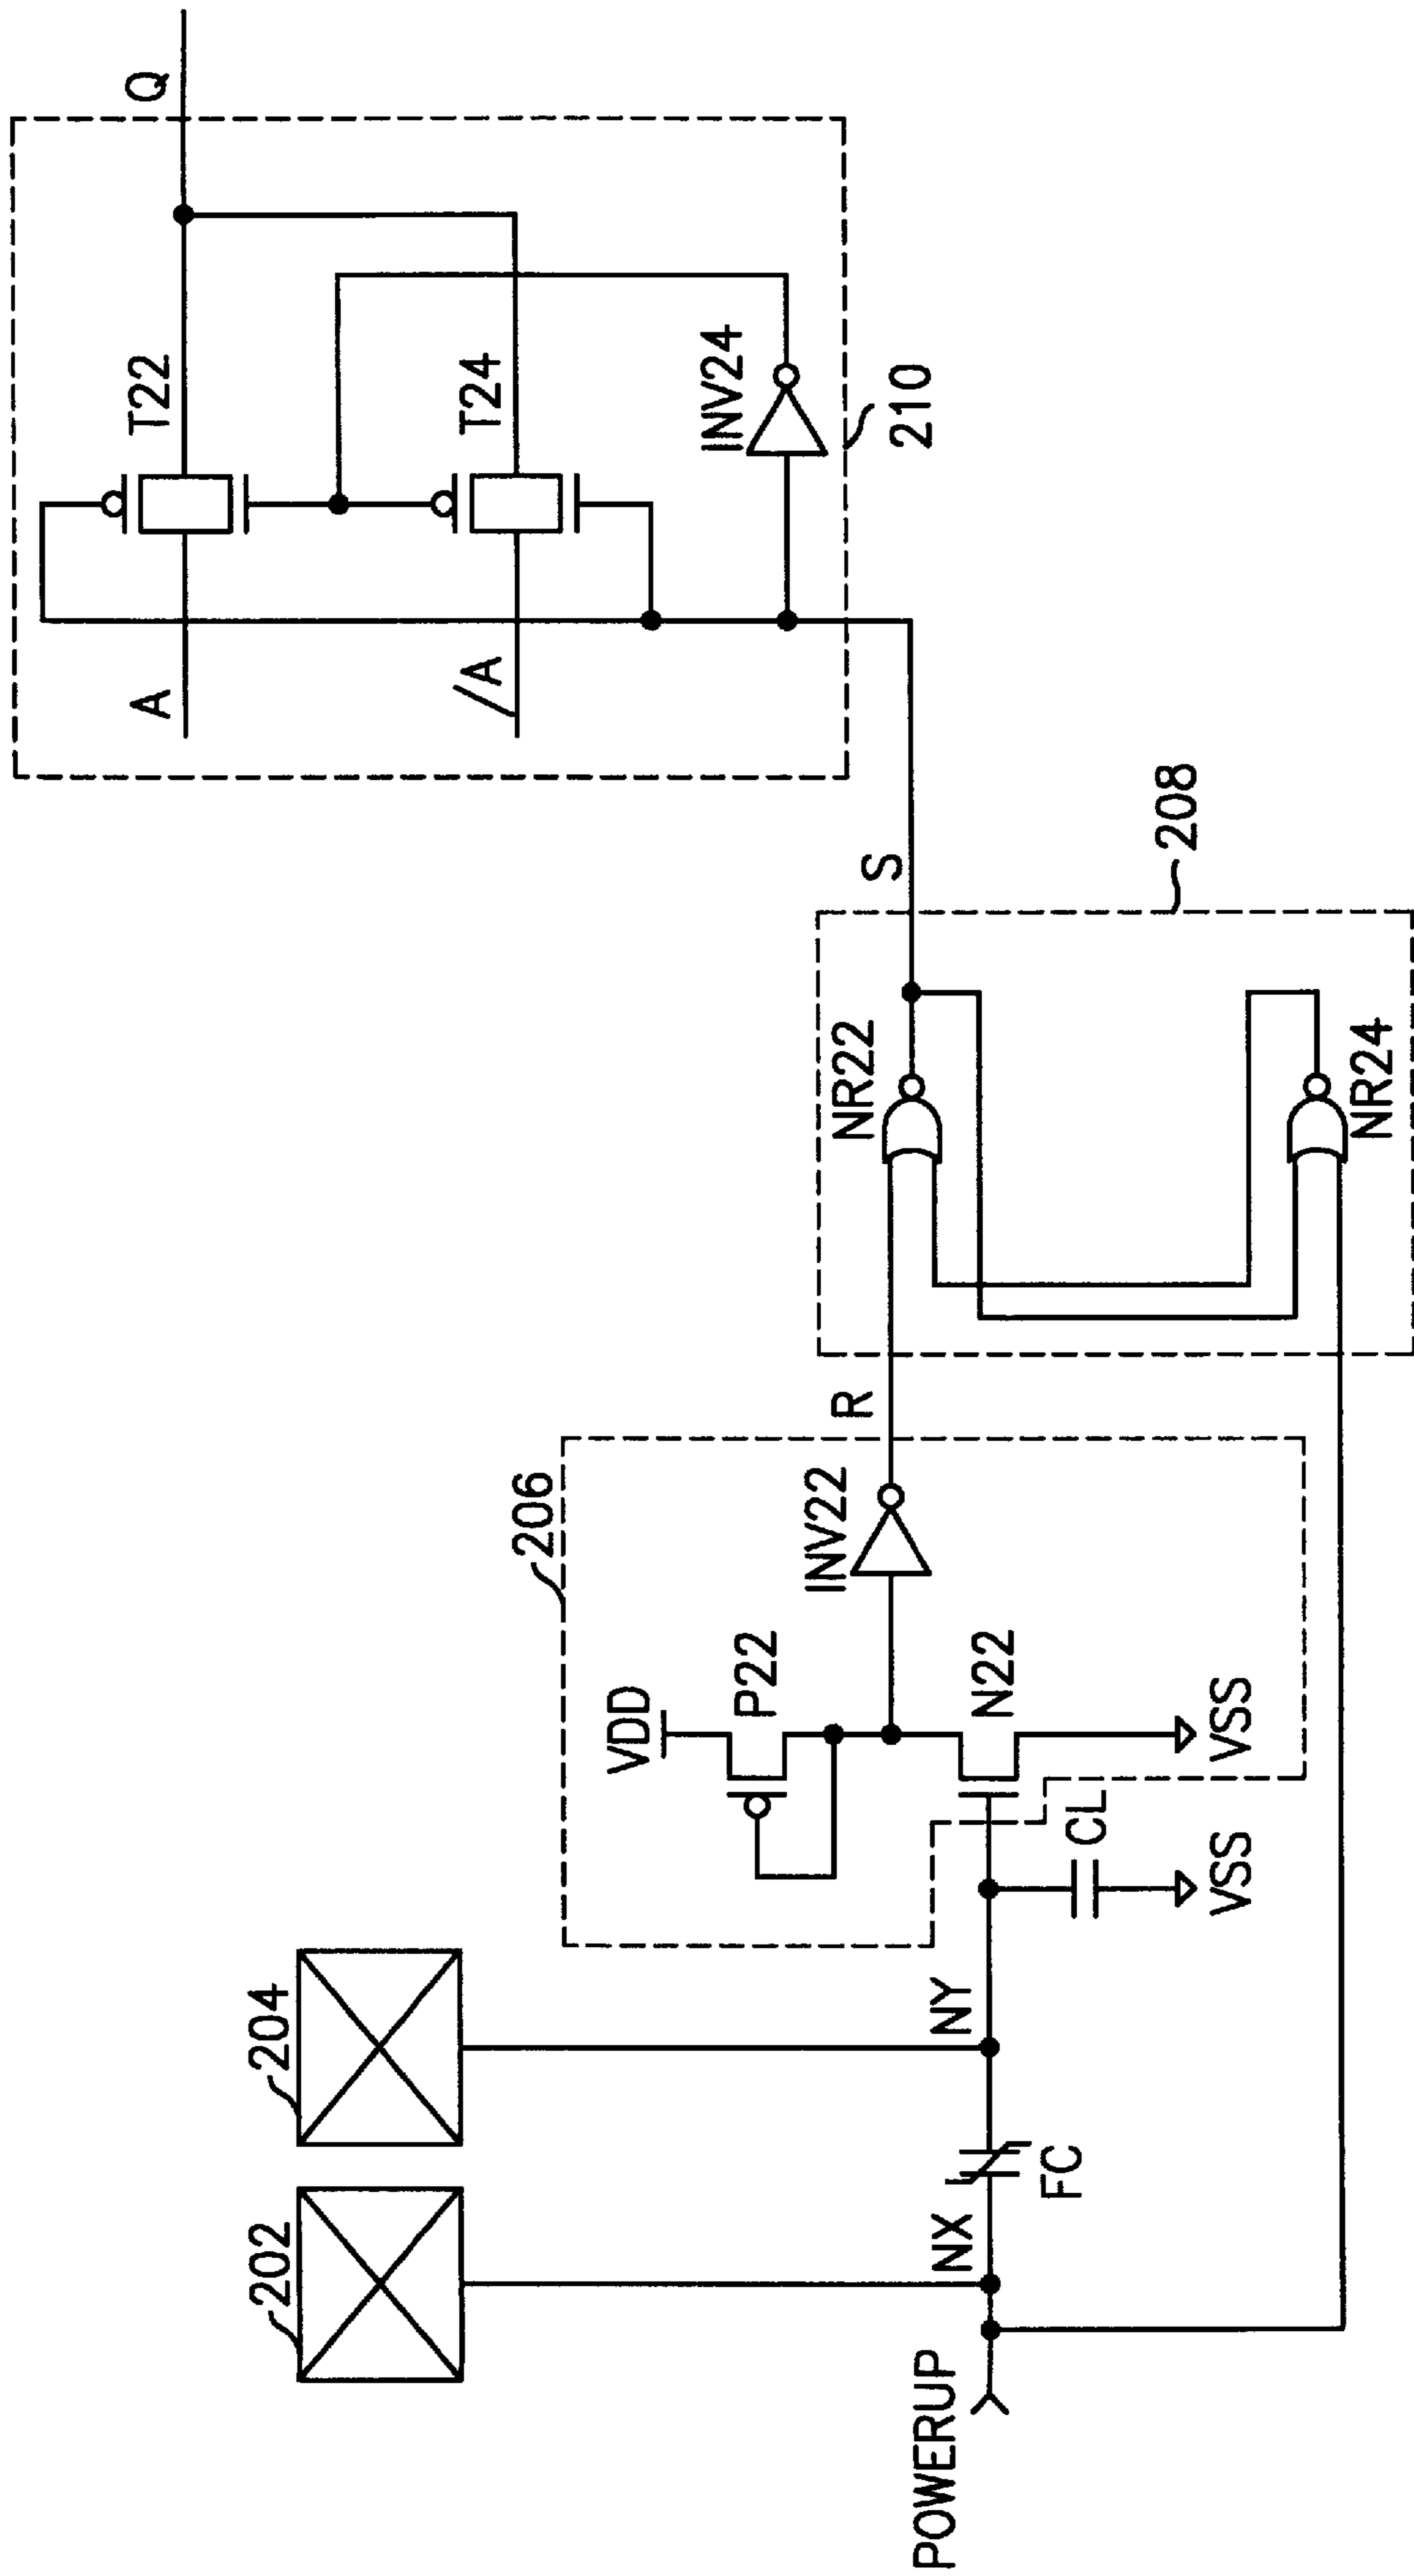 Q
A
T22
/A
T24
INV24
210
S
208
NR22
NR24
R
206
VDD
P22
INV22
N22
VSS
CL
VSS
204
202
NY
NX
FC
POWERUP